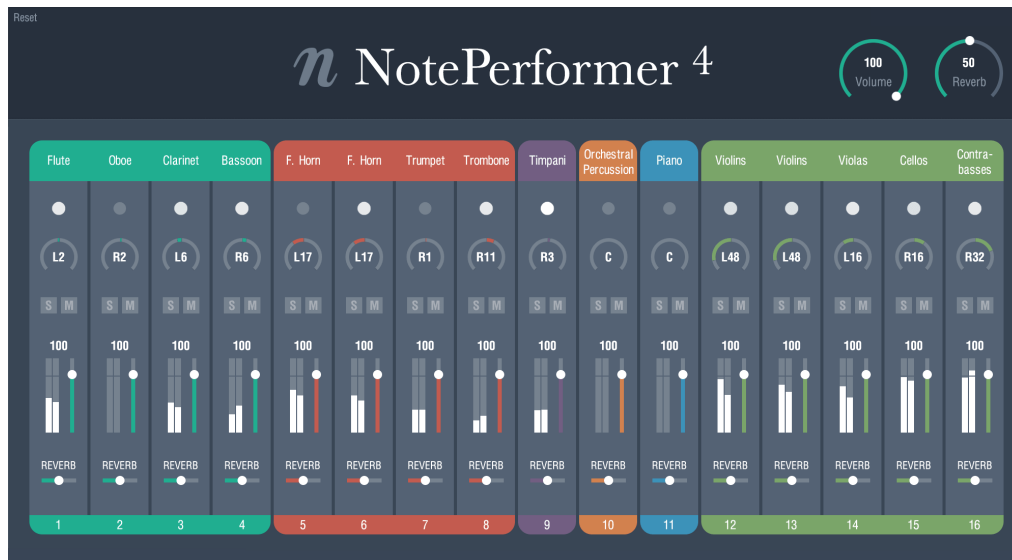 Reset
n NotePerformer 4
100
Volume
50
Reverb
Flute Oboe Clarinet Bassoon F. Horn F. Horn Trumpet Trombone Timpani Orchestral Percussion Piano Violins Violins Violas Cellos Contra-basses
L2 R2 L6 R6 L17 L17 R1 R11 R3 C C L48 L48 L16 R16 R32
S M S M S M S M S M S M S M S M S M S M S M S M S M S M S M S M
100 100 100 100 100 100 100 100 100 100 100 100 100 100 100 100
REVERB REVERB REVERB REVERB REVERB REVERB REVERB REVERB REVERB REVERB REVERB REVERB REVERB REVERB REVERB REVERB
1 2 3 4 5 6 7 8 9 10 11 12 13 14 15 16